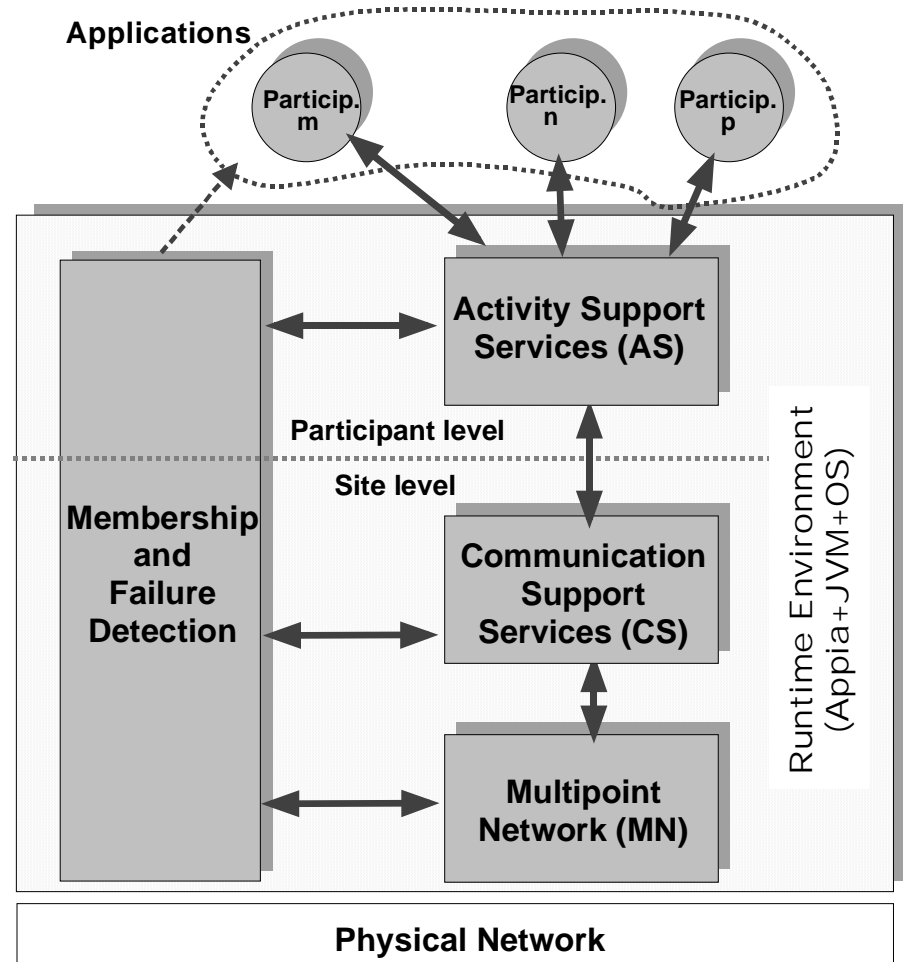 Applications
Particip.
m
Particip.
n
Particip.
p
Activity Support
Services (AS)
Participant level
Site level
Membership
and
Failure
Detection
Communication
Support
Services (CS)
Multipoint
Network (MN)
Runtime Environment
(Appia+JVM+OS)
Physical Network